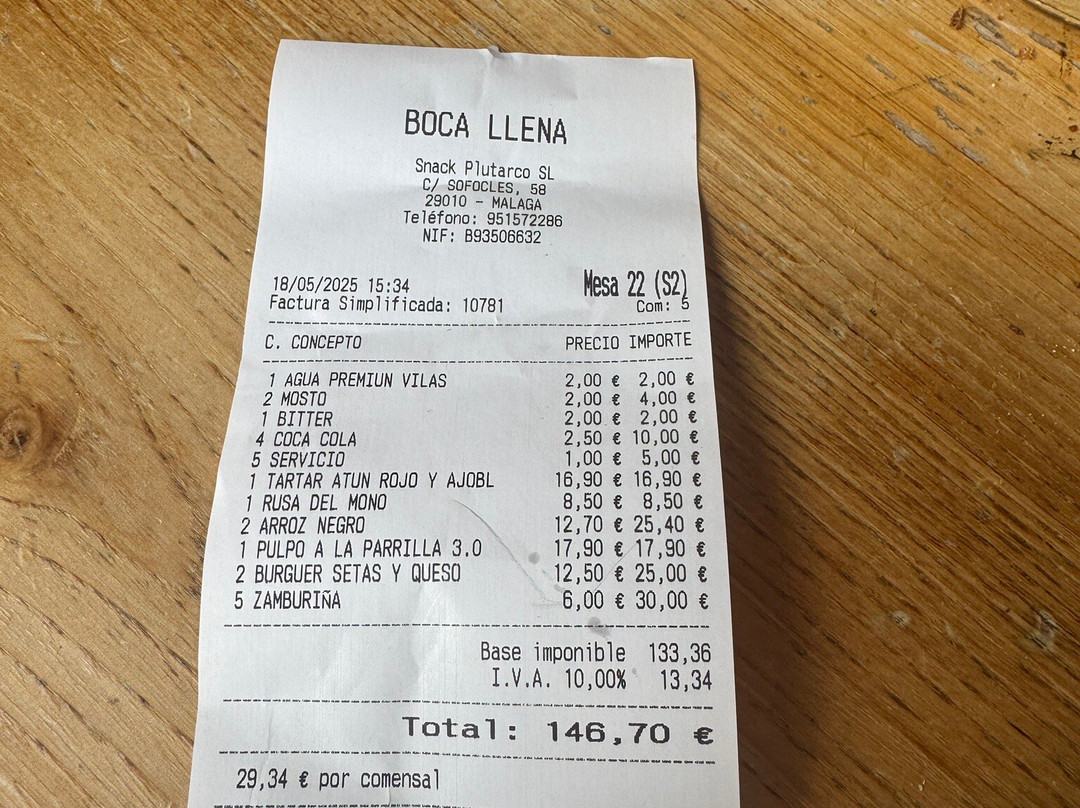 BOCA LLENA
Snack Plutarco SL
C/ SOFOCLES, 58
29010 - MALAGA
Teléfono: 951572286
NIF: B93506632
18/05/2025 15:34 Mesa 22 (S2)
Factura Simplificada: 10781 Com: 5
C. CONCEPTO PRECIO IMPORTE
1 AGUA PREMIUN VILAS 2,00 € 2,00 €
2 MOSTO 2,00 € 4,00 €
1 BITTER 2,00 € 2,00 €
4 COCA COLA 2,50 € 10,00 €
5 SERVICIO 1,00 € 5,00 €
1 TARTAR ATUN ROJO Y AJOBL 16,90 € 16,90 €
1 RUSA DEL MONO 8,50 € 8,50 €
2 ARROZ NEGRO 12,70 € 25,40 €
1 PULPO A LA PARRILLA 3.0 17,90 € 17,90 €
2 BURGUER SETAS Y QUESO 12,50 € 25,00 €
5 ZAMBURIÑA 6,00 € 30,00 €
Base imponible 133,36
I.V.A. 10,00% 13,34
Total: 146,70 €
29,34 € por comensal